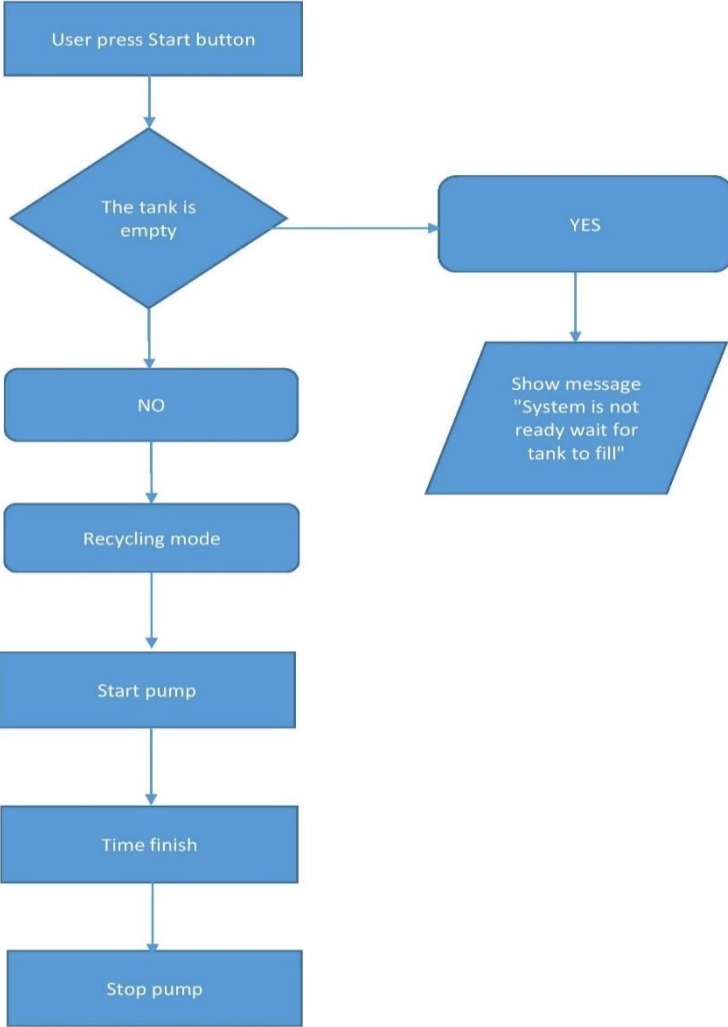 User press Start button
The tank is
empty
YES
NO
Show message
"System is not
ready wait for
tank to fill"
Recycling mode
Start pump
Time finish
Stop pump